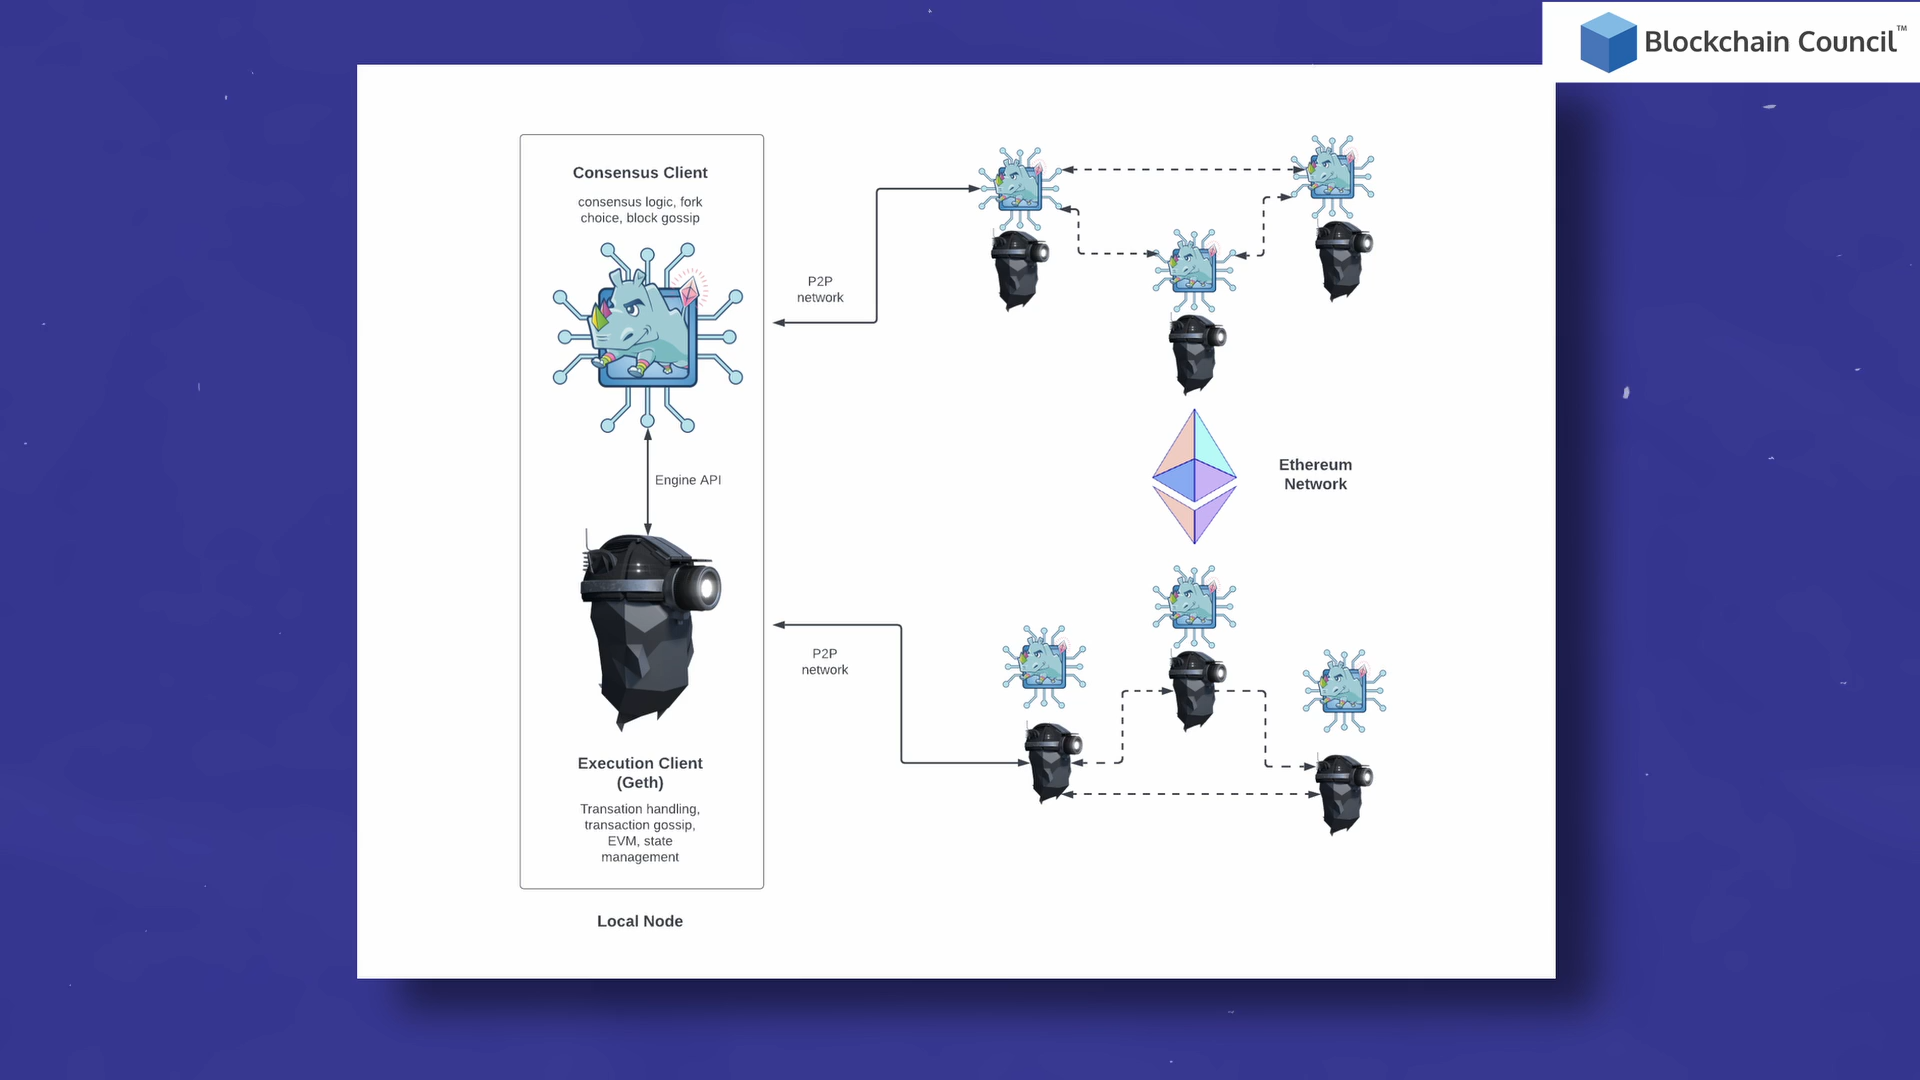 Blockchain Council™
Consensus Client
consensus logic, fork
choice, block gossip
P2P
network
Engine API
Ethereum
Network
P2P
network
Execution Client
(Geth)
Transation handling,
transaction gossip,
EVM, state
management
Local Node